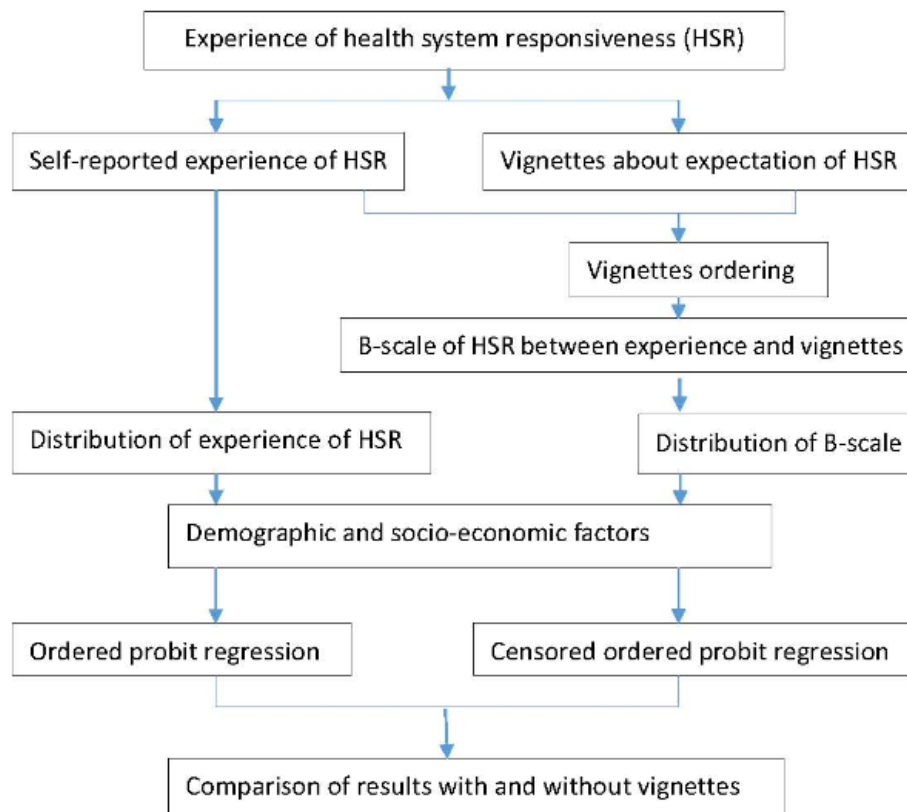 Experience of health system responsiveness (HSR)
Self-reported experience of HSR
Vignettes about expectation of HSR
Vignettes ordering
B-scale of HSR between experience and vignettes
Distribution of experience of HSR
Distribution of B-scale
Demographic and socio-economic factors
Ordered probit regression
Censored ordered probit regression
Comparison of results with and without vignettes